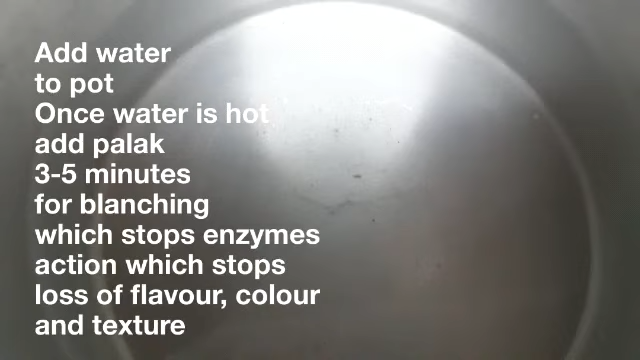 Add water
to pot
Once water is hot
add palak
3-5 minutes
for blanching
which stops enzymes
action which stops
loss of flavour, colour
and texture